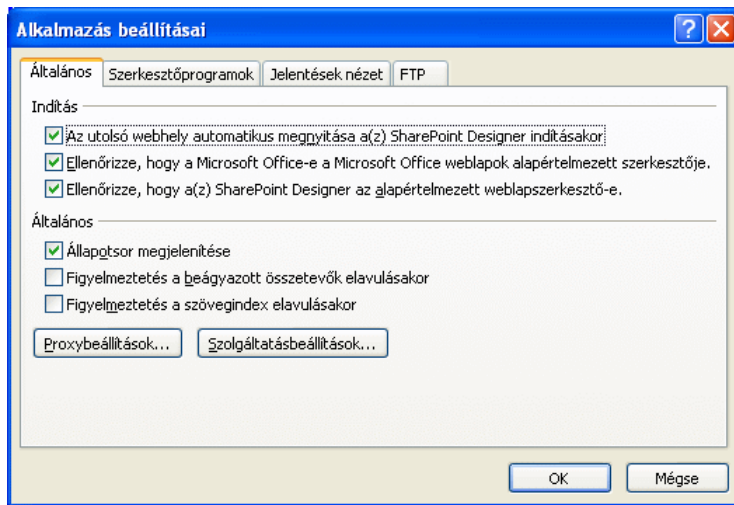 Alkalmazás beállításai
Általános Szerkesztőprogramok Jelentések nézet FTP
Indítás
Az utolsó webhely automatikus megnyitása a(z) SharePoint Designer indításakor
Ellenőrizze, hogy a Microsoft Office-e a Microsoft Office weblapok alapértelmezett szerkesztője.
Ellenőrizze, hogy a(z) SharePoint Designer az alapértelmezett weblapszerkesztő-e.
Általános
Állapotsor megjelenítése
Figyelmeztetés a beágyazott összetevők elavulásakor
Figyelmeztetés a szövegindex elavulásakor
Proxybeállítások... Szolgáltatásbeállítások...
OK Mégse